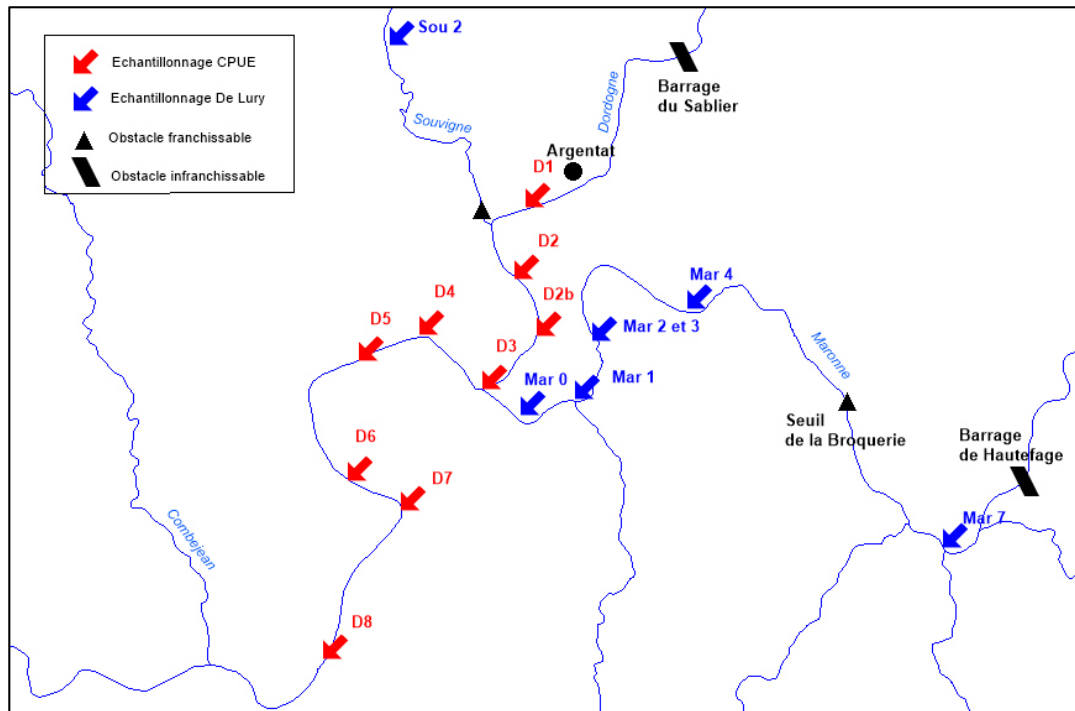 Sou 2
Echantillonnage CPUE
Echantillonnage De Lury
Obstacle franchissable
Obstacle infranchissable
Barrage
du Sablier
Souvigne
Dordogne
Argentat
D1
D2
D2b
Mar 4
D4
D5
Mar 2 et 3
D3
Mar 0
Mar 1
Maronne
Seuil
de la Broquerie
Barrage
de Hautefage
D6
D7
Mar 7
Combejean
D8